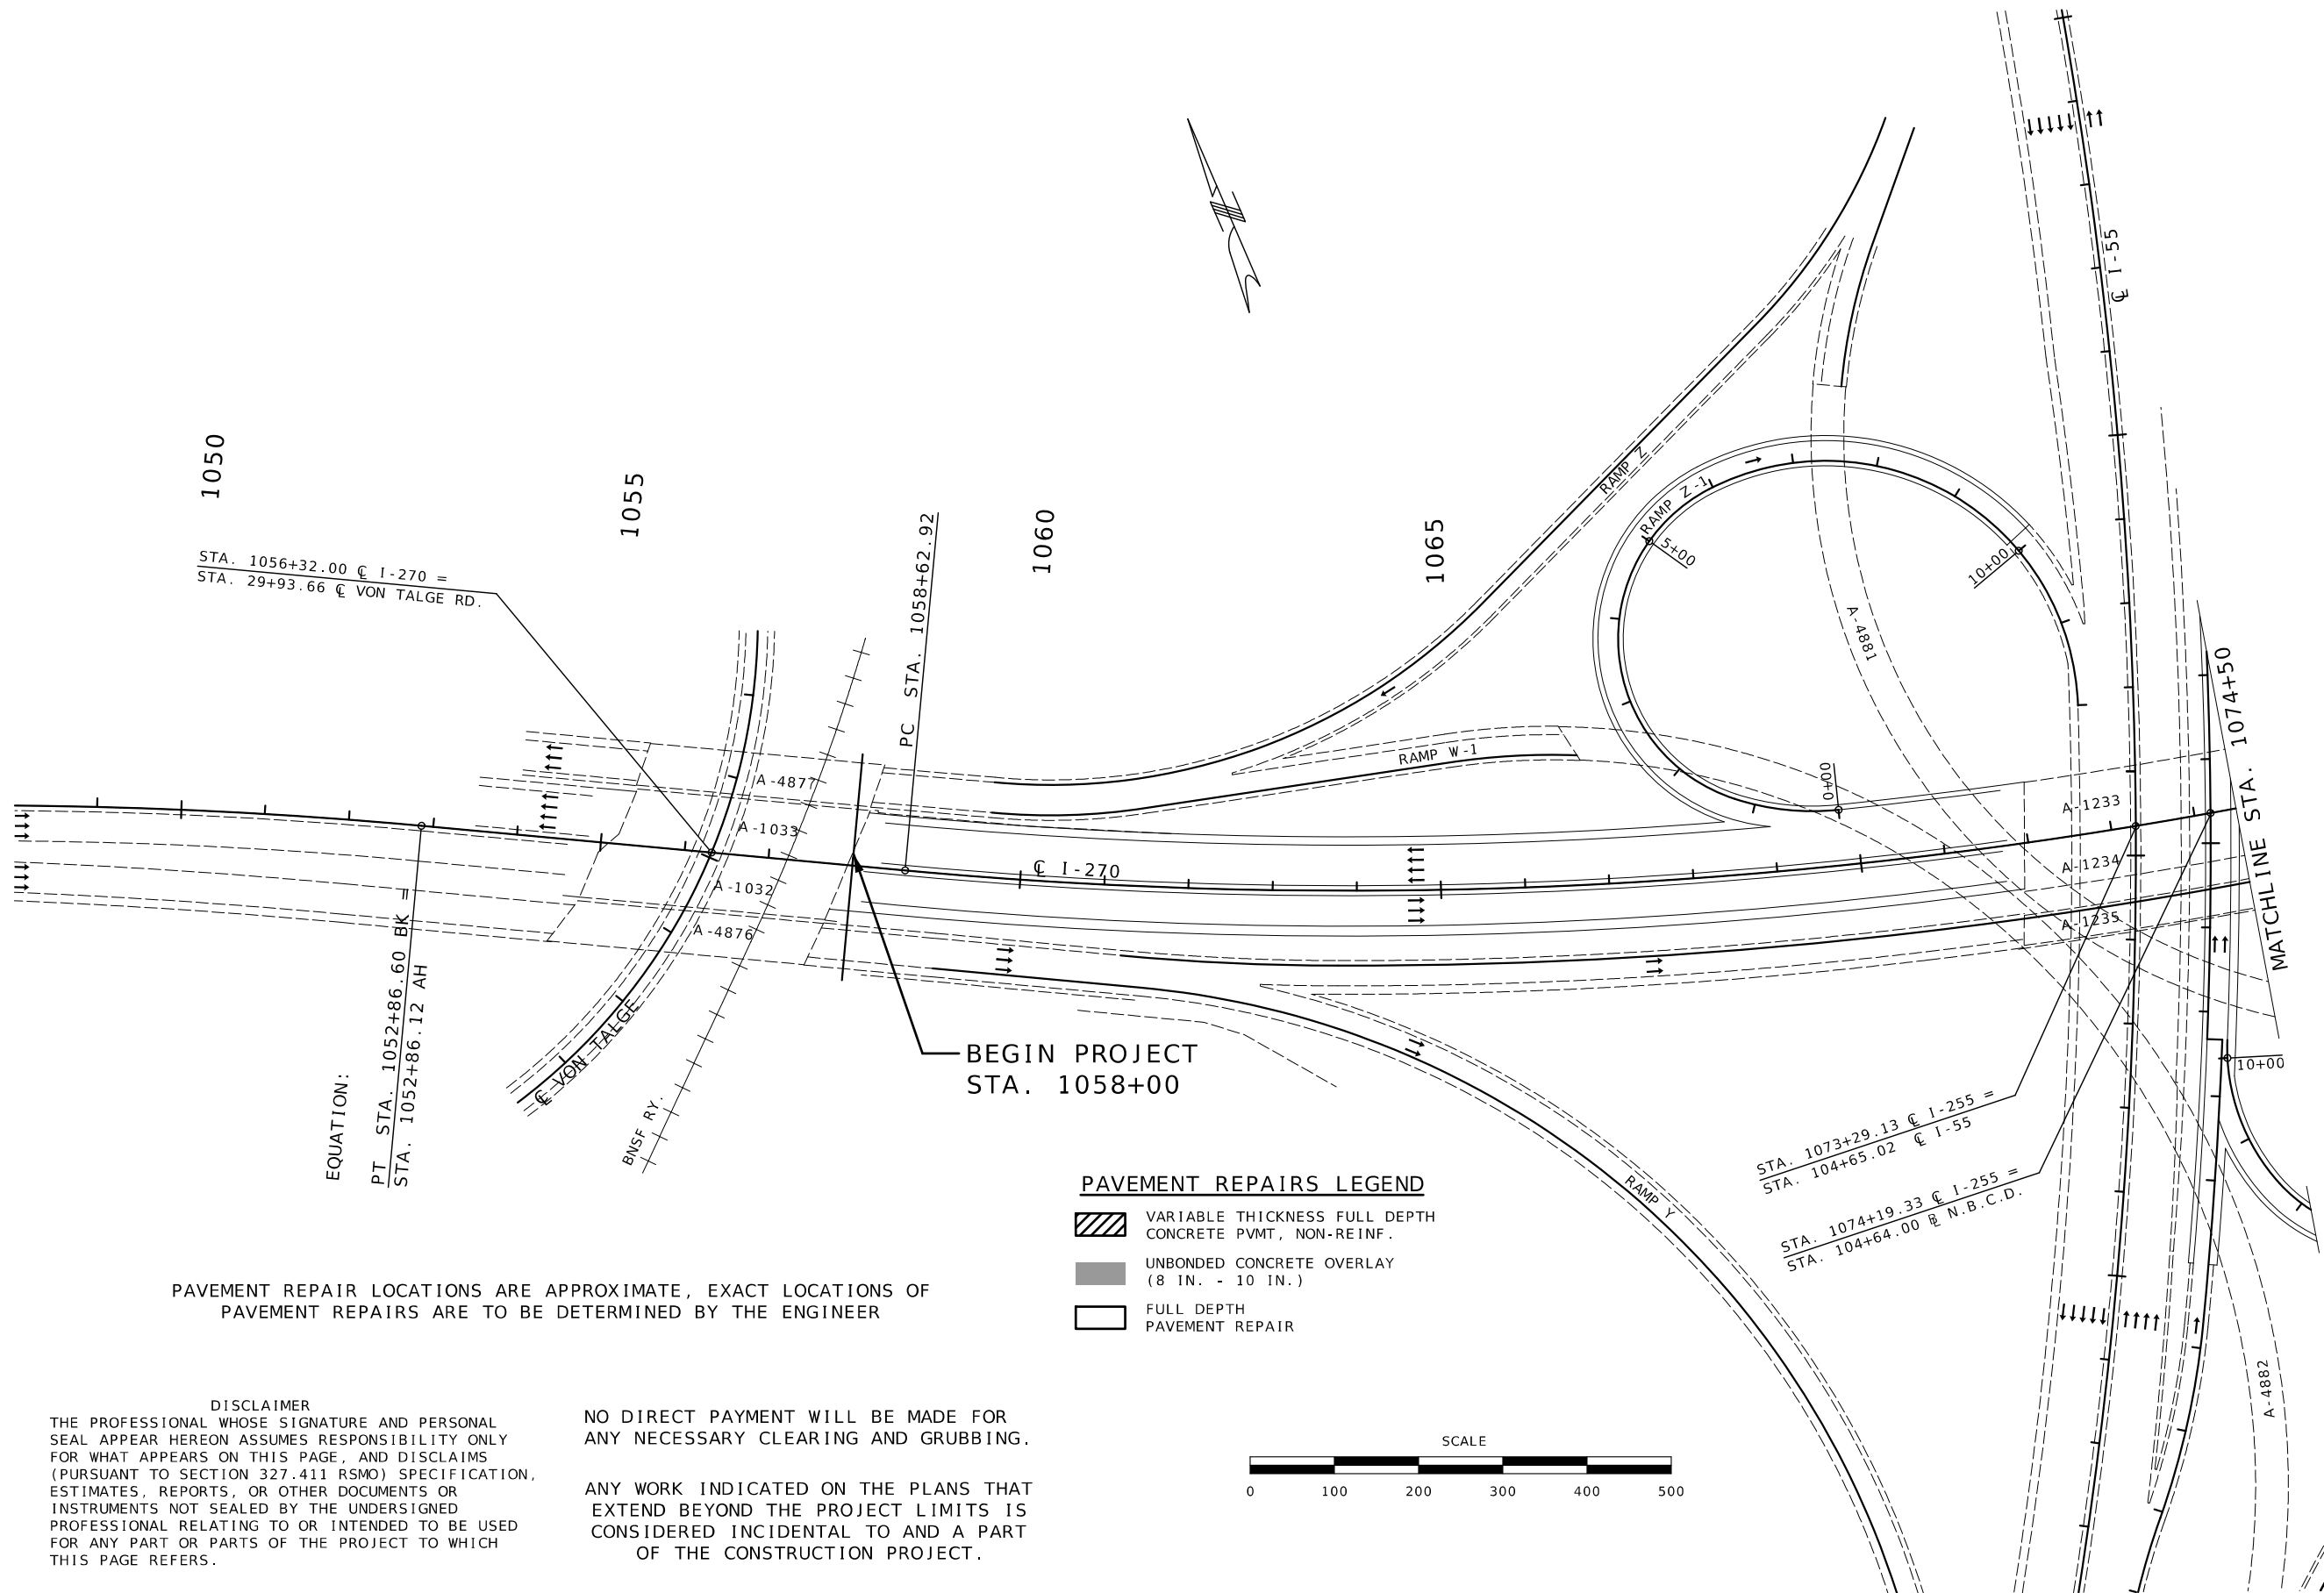 1050
1055
1060
1065
STA. 1056+32.00 ℄ I-270 =
STA. 29+93.66 ℄ VON TALGE RD.
PC STA. 1058+62.92
℄ I-55
RAMP Z
RAMP Z-1
5+00
10+00
0+00
A-4881
RAMP W-1
A-4877
A-1033
A-1032
A-4876
℄ I-270
A-1233
A-1234
A-1235
MATCHLINE STA. 1074+50
EQUATION:
PT STA. 1052+86.60 BK =
STA. 1052+86.12 AH
℄ VON TALGE
BNSF RY.
BEGIN PROJECT
STA. 1058+00
10+00
STA. 1073+29.13 ℄ I-255 =
STA. 104+65.02 ℄ I-55
STA. 1074+19.33 ℄ I-255 =
STA. 104+64.00 ⅊ N.B.C.D.
RAMP Y
A-4882
PAVEMENT REPAIRS LEGEND
VARIABLE THICKNESS FULL DEPTH
CONCRETE PVMT, NON-REINF.
UNBONDED CONCRETE OVERLAY
(8 IN. - 10 IN.)
FULL DEPTH
PAVEMENT REPAIR
PAVEMENT REPAIR LOCATIONS ARE APPROXIMATE, EXACT LOCATIONS OF
PAVEMENT REPAIRS ARE TO BE DETERMINED BY THE ENGINEER
DISCLAIMER
THE PROFESSIONAL WHOSE SIGNATURE AND PERSONAL
SEAL APPEAR HEREON ASSUMES RESPONSIBILITY ONLY
FOR WHAT APPEARS ON THIS PAGE, AND DISCLAIMS
(PURSUANT TO SECTION 327.411 RSMO) SPECIFICATION,
ESTIMATES, REPORTS, OR OTHER DOCUMENTS OR
INSTRUMENTS NOT SEALED BY THE UNDERSIGNED
PROFESSIONAL RELATING TO OR INTENDED TO BE USED
FOR ANY PART OR PARTS OF THE PROJECT TO WHICH
THIS PAGE REFERS.
NO DIRECT PAYMENT WILL BE MADE FOR
ANY NECESSARY CLEARING AND GRUBBING.
ANY WORK INDICATED ON THE PLANS THAT
EXTEND BEYOND THE PROJECT LIMITS IS
CONSIDERED INCIDENTAL TO AND A PART
OF THE CONSTRUCTION PROJECT.
SCALE
0 100 200 300 400 500